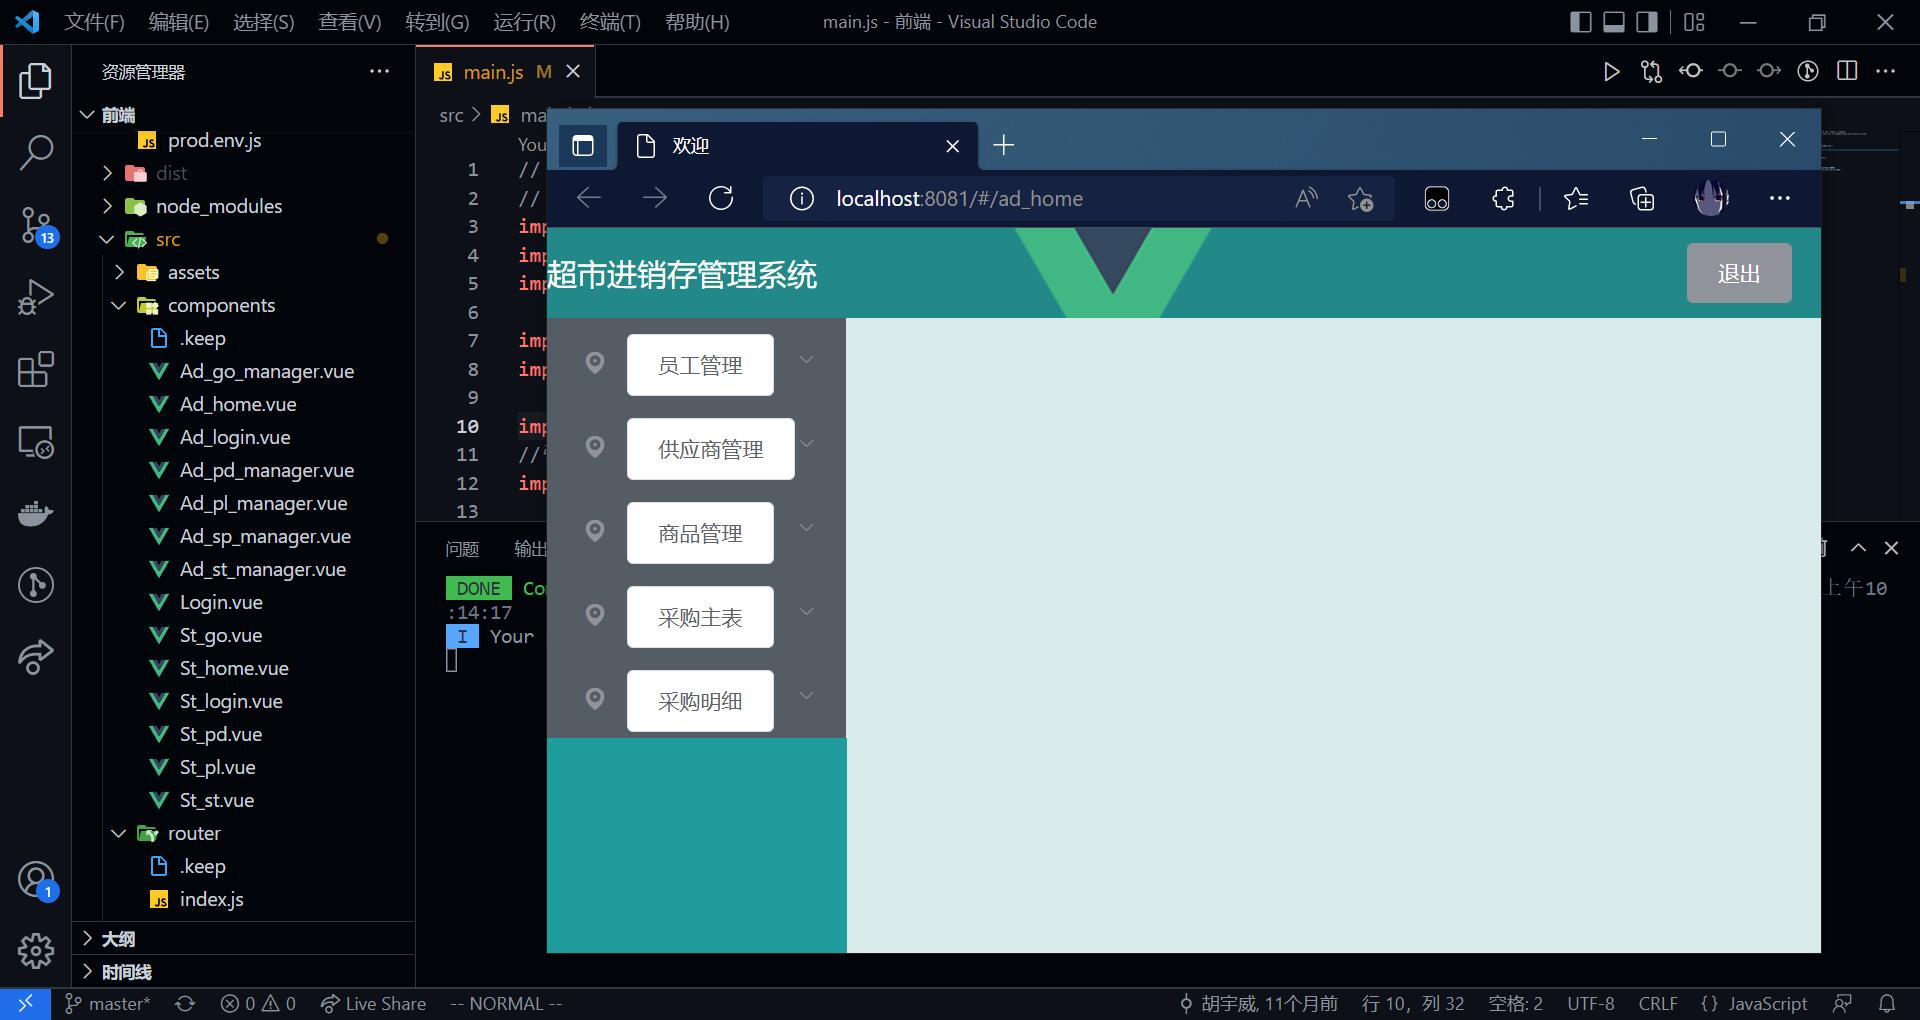 文件(F) 编辑(E) 选择(S) 查看(V) 转到(G) 运行(R) 终端(T) 帮助(H)
main.js - 前端 - Visual Studio Code
资源管理器
前端
prod.env.js
dist
node_modules
src
assets
components
.keep
Ad_go_manager.vue
Ad_home.vue
Ad_login.vue
Ad_pd_manager.vue
Ad_pl_manager.vue
Ad_sp_manager.vue
Ad_st_manager.vue
Login.vue
St_go.vue
St_home.vue
St_login.vue
St_pd.vue
St_pl.vue
St_st.vue
router
.keep
index.js
大纲
时间线
13
1
JS main.js M
src > JS ma
You
1 //
2 //
3 imp
4 imp
5 imp
6
7 imp
8 imp
9
10 imp
11 //
12 imp
13
问题 输出
DONE Co
上午10
:14:17
I Your
欢迎
localhost:8081/#/ad_home
超市进销存管理系统
退出
员工管理
供应商管理
商品管理
采购主表
采购明细
master* 0 0 Live Share -- NORMAL --
胡宇威, 11个月前 行 10，列 32 空格: 2 UTF-8 CRLF {} JavaScript